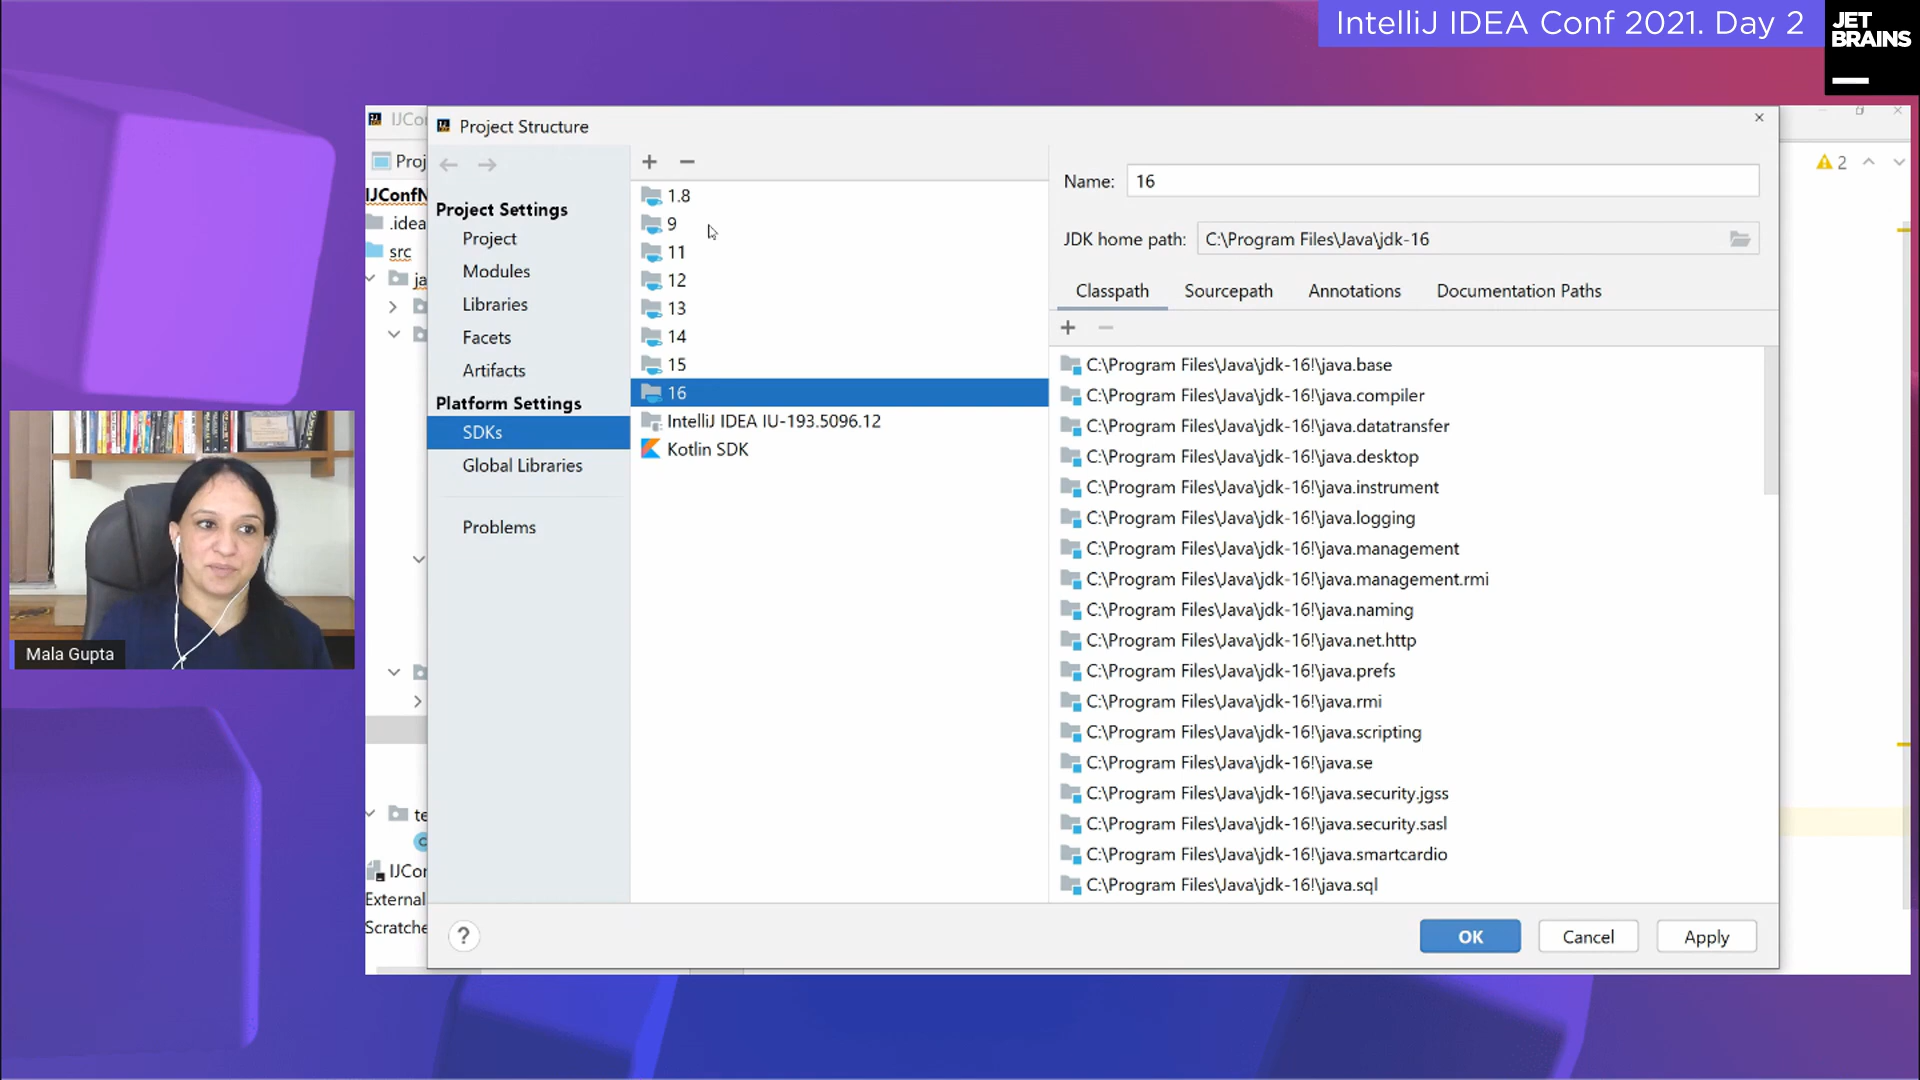 IntelliJ IDEA Conf 2021. Day 2
JET
BRAINS
IJCo
Project Structure
Proj
2
IJConfN
.idea
src
ja
te
IJCor
External
Scratche
Project Settings
Project
Modules
Libraries
Facets
Artifacts
Platform Settings
SDKs
Global Libraries
Problems
1.8
9
11
12
13
14
15
16
IntelliJ IDEA IU-193.5096.12
Kotlin SDK
Name: 16
JDK home path: C:\Program Files\Java\jdk-16
Classpath Sourcepath Annotations Documentation Paths
C:\Program Files\Java\jdk-16!\java.base
C:\Program Files\Java\jdk-16!\java.compiler
C:\Program Files\Java\jdk-16!\java.datatransfer
C:\Program Files\Java\jdk-16!\java.desktop
C:\Program Files\Java\jdk-16!\java.instrument
C:\Program Files\Java\jdk-16!\java.logging
C:\Program Files\Java\jdk-16!\java.management
C:\Program Files\Java\jdk-16!\java.management.rmi
C:\Program Files\Java\jdk-16!\java.naming
C:\Program Files\Java\jdk-16!\java.net.http
C:\Program Files\Java\jdk-16!\java.prefs
C:\Program Files\Java\jdk-16!\java.rmi
C:\Program Files\Java\jdk-16!\java.scripting
C:\Program Files\Java\jdk-16!\java.se
C:\Program Files\Java\jdk-16!\java.security.jgss
C:\Program Files\Java\jdk-16!\java.security.sasl
C:\Program Files\Java\jdk-16!\java.smartcardio
C:\Program Files\Java\jdk-16!\java.sql
?
OK Cancel Apply
Mala Gupta